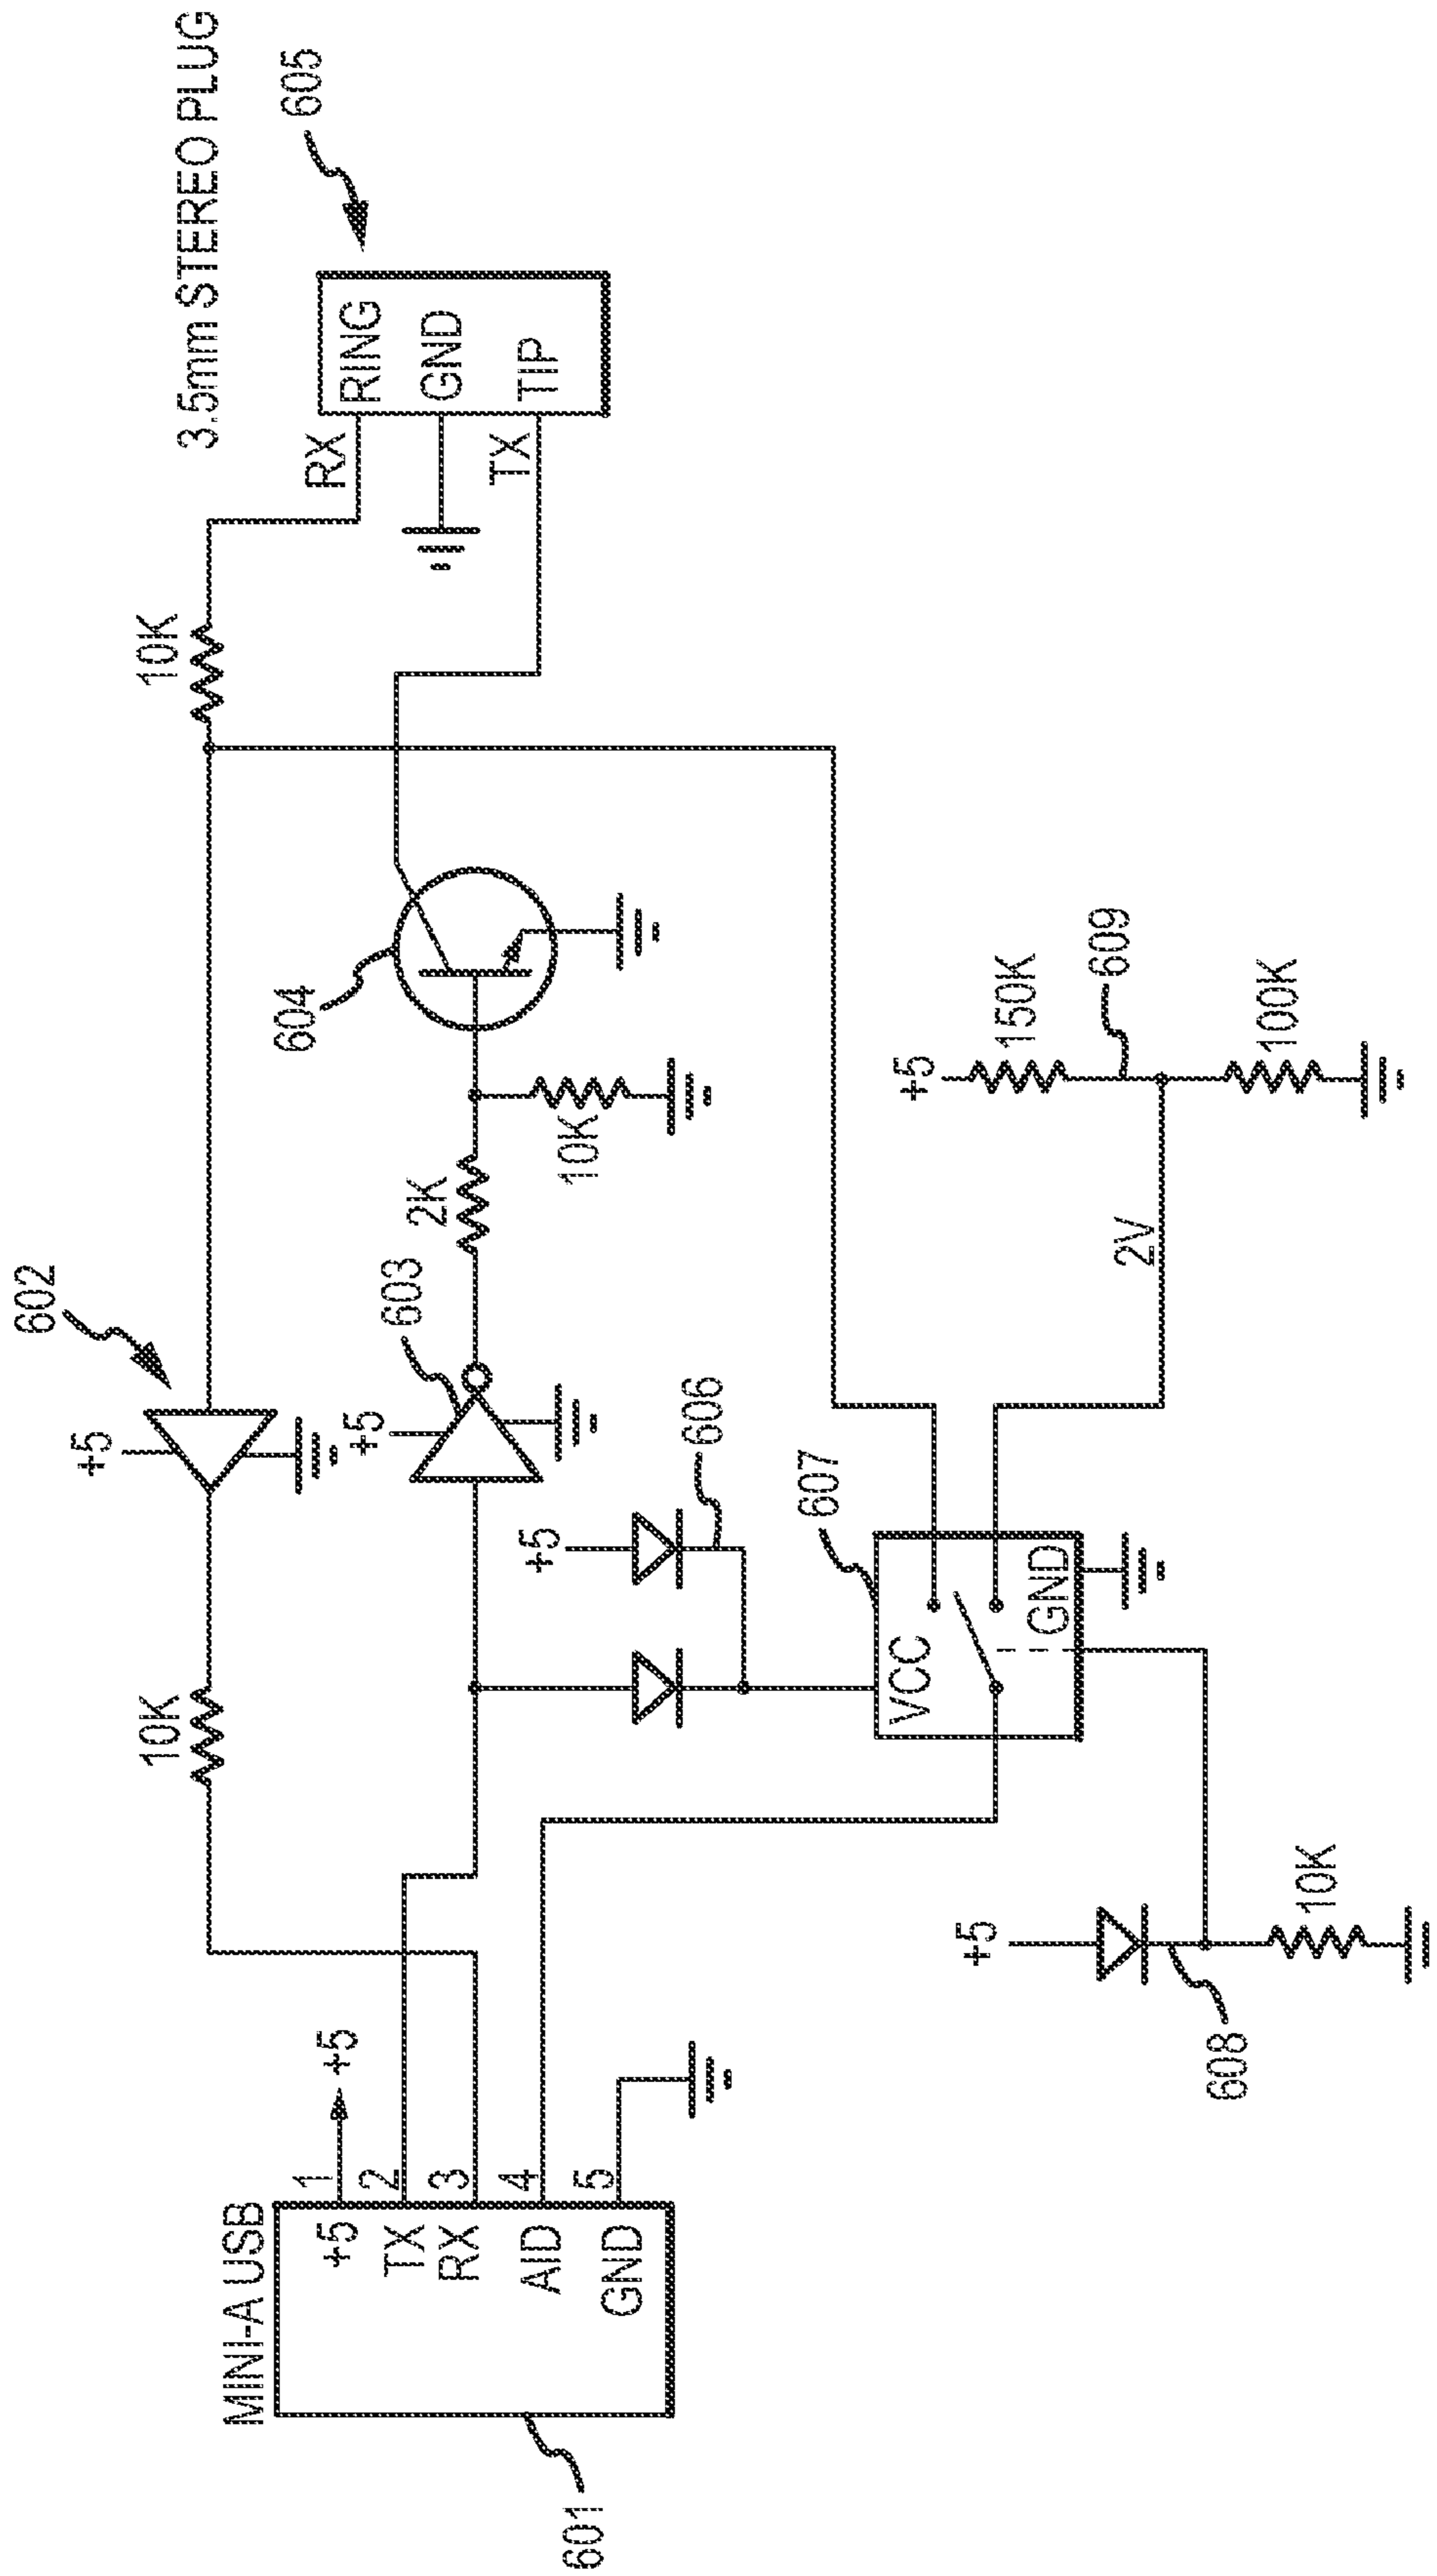 3.5mm STEREO PLUG
605
RING
GND
TIP
RX
TX
10K
602
+5
10K
604
603
+5
2K
10K
+5
606
607
VCC
GND
+5
150K
609
100K
2V
MINI-A USB
601
+5
TX
RX
AID
GND
1
2
3
4
5
+5
+5
608
10K